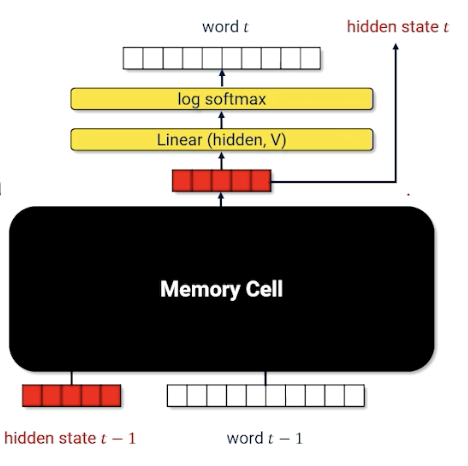 word t
hidden state t
log softmax
Linear (hidden, V)
Memory Cell
hidden state t − 1
word t − 1